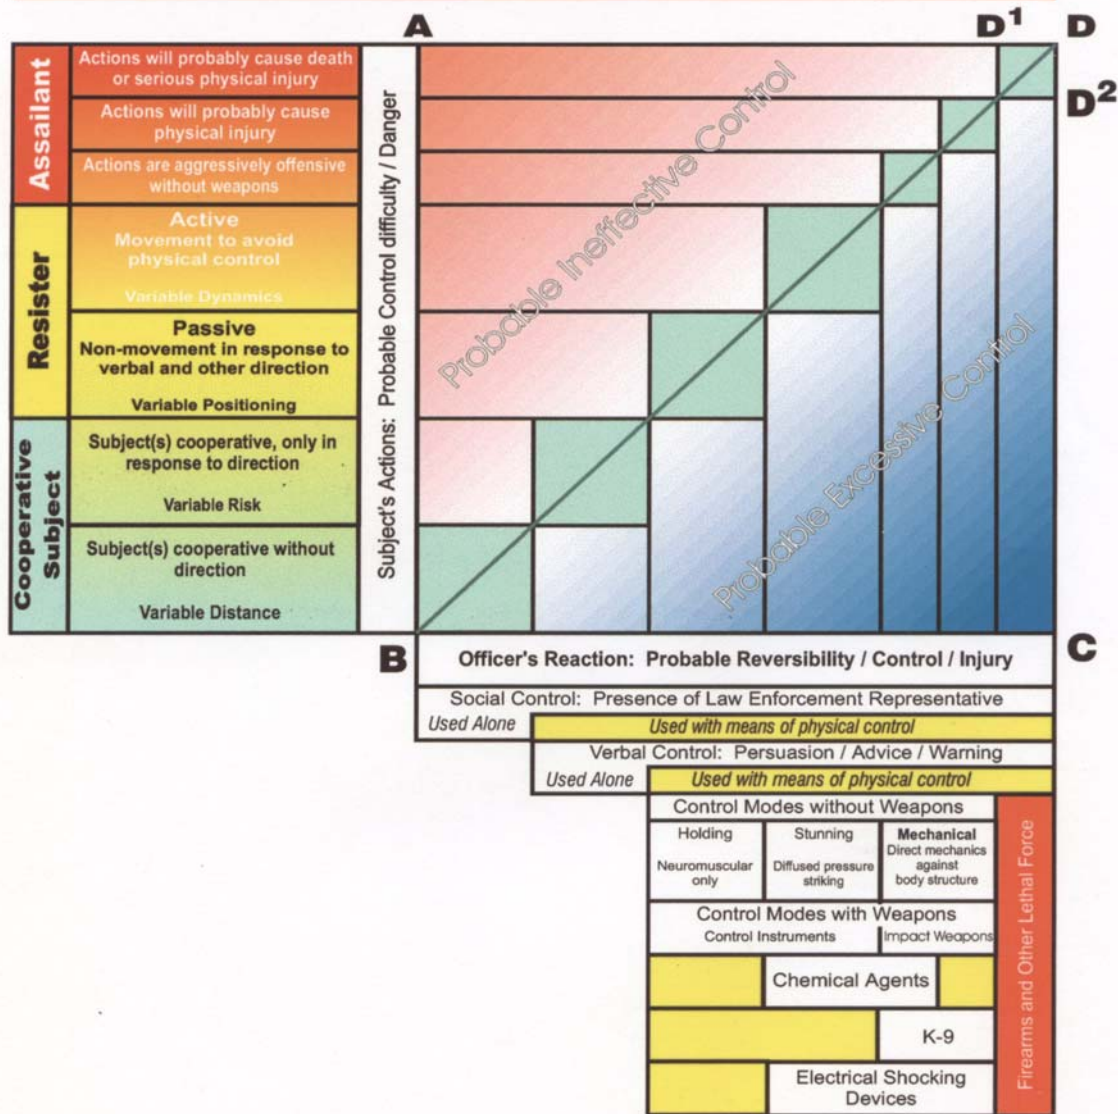 A
D1
D
D2
Assailant
Actions will probably cause death
or serious physical injury
Actions will probably cause
physical injury
Actions are aggressively offensive
without weapons
Resister
Active
Movement to avoid
physical control
Variable Dynamics
Passive
Non-movement in response to
verbal and other direction
Variable Positioning
Cooperative
Subject
Subject(s) cooperative, only in
response to direction
Variable Risk
Subject(s) cooperative without
direction
Variable Distance
Subject's Actions: Probable Control difficulty / Danger
Probable Ineffective Control
Probable Excessive Control
B
C
Officer's Reaction: Probable Reversibility / Control / Injury
Social Control: Presence of Law Enforcement Representative
Used Alone
Used with means of physical control
Verbal Control: Persuasion / Advice / Warning
Used Alone
Used with means of physical control
Control Modes without Weapons
Holding
Neuromuscular
only
Stunning
Diffused pressure
striking
Mechanical
Direct mechanics
against
body structure
Control Modes with Weapons
Control Instruments
Impact Weapons
Chemical Agents
K-9
Electrical Shocking
Devices
Firearms and Other Lethal Force